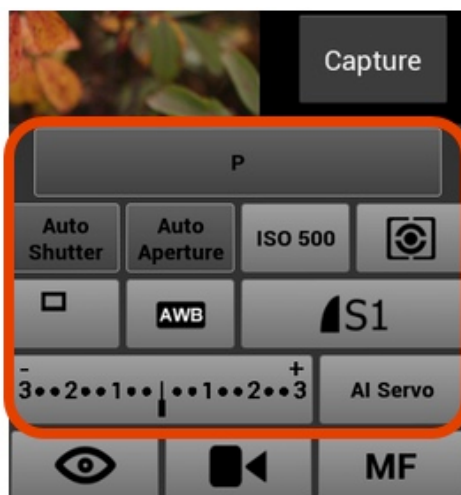 Capture
P
Auto
Shutter
Auto
Aperture
ISO 500
AWB
S1
- +
3••2••1••|••1••2••3
AI Servo
MF